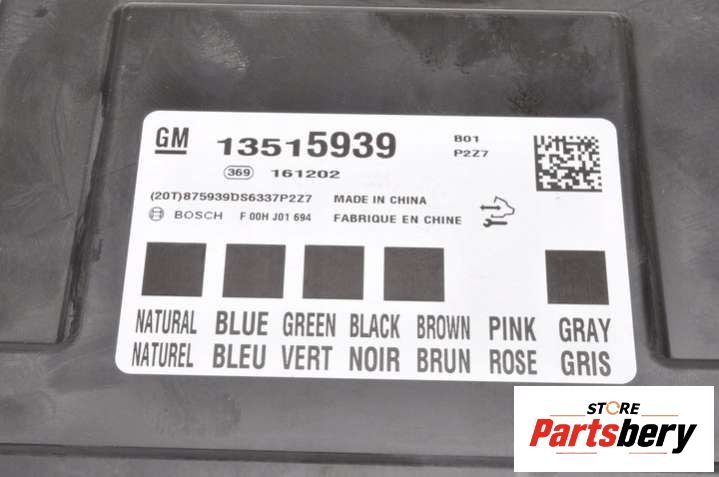 GM 13515939 B01
P2Z7
369 161202
(20T)875939DS6337P2Z7 MADE IN CHINA
BOSCH F 00H J01 694 FABRIQUE EN CHINE
NATURAL BLUE GREEN BLACK BROWN PINK GRAY
NATUREL BLEU VERT NOIR BRUN ROSE GRIS
STORE
Partsbery